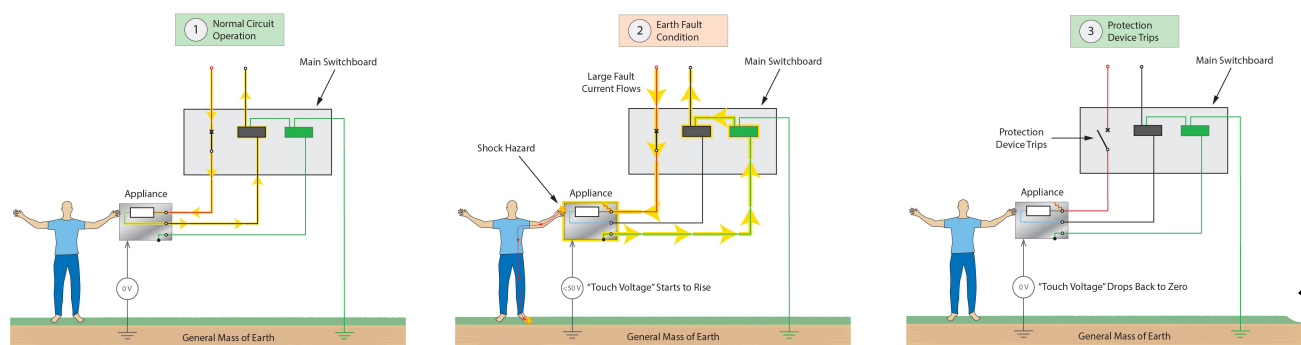 1 Normal Circuit
Operation
Main Switchboard
Appliance
0 V
General Mass of Earth
2 Earth Fault
Condition
Large Fault
Current Flows
Main Switchboard
Shock Hazard
Appliance
<50 V "Touch Voltage" Starts to Rise
General Mass of Earth
3 Protection
Device Trips
Main Switchboard
Protection
Device Trips
Appliance
0 V "Touch Voltage" Drops Back to Zero
General Mass of Earth